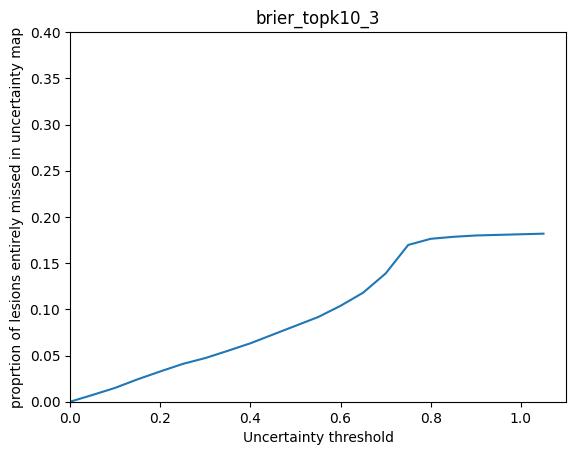 brier_topk10_3
proprtion of lesions entirely missed in uncertainty map
0.40
0.35
0.30
0.25
0.20
0.15
0.10
0.05
0.00
0.0 0.2 0.4 0.6 0.8 1.0
Uncertainty threshold